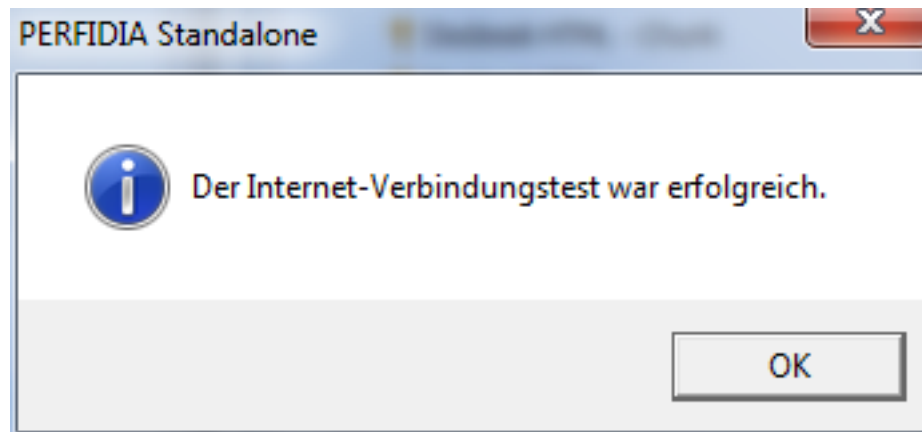 PERFIDIA Standalone
Der Internet-Verbindungstest war erfolgreich.
OK